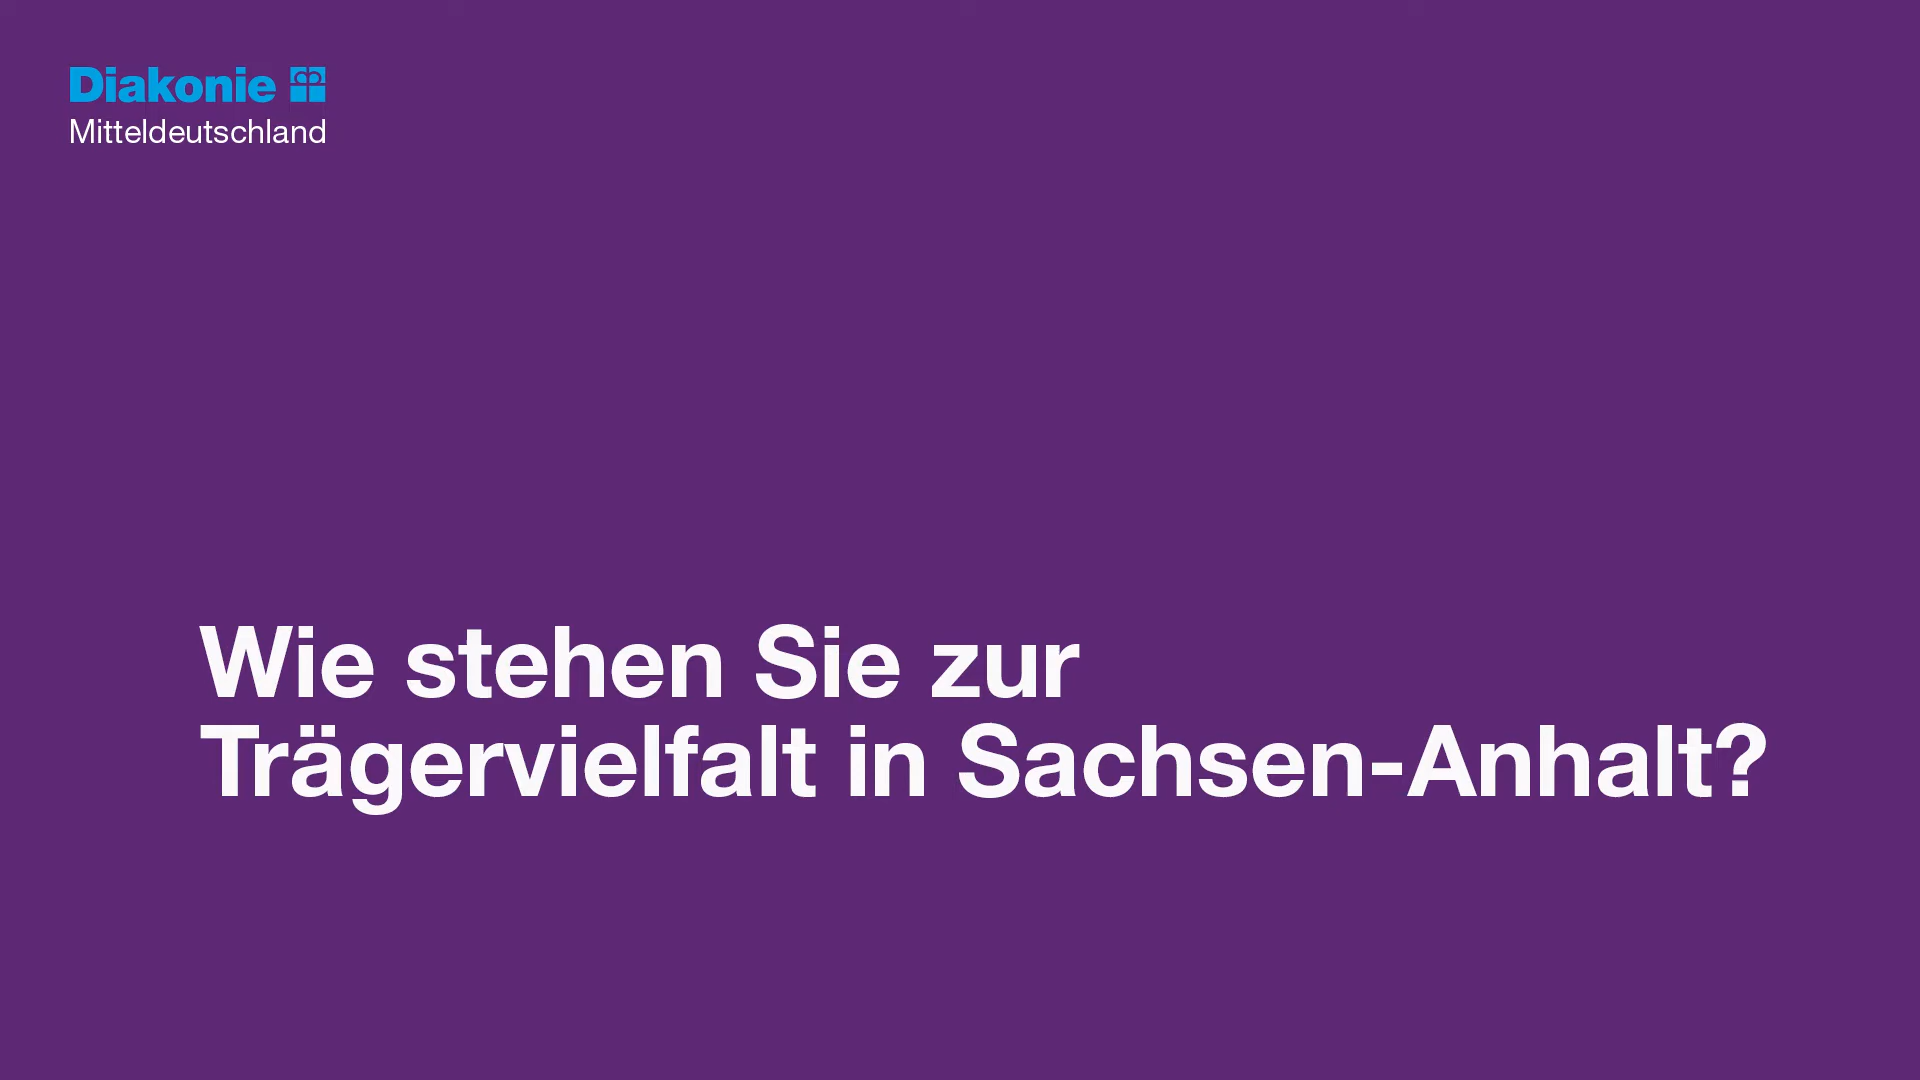 Diakonie
Mitteldeutschland
Wie stehen Sie zur
Trägervielfalt in Sachsen-Anhalt?